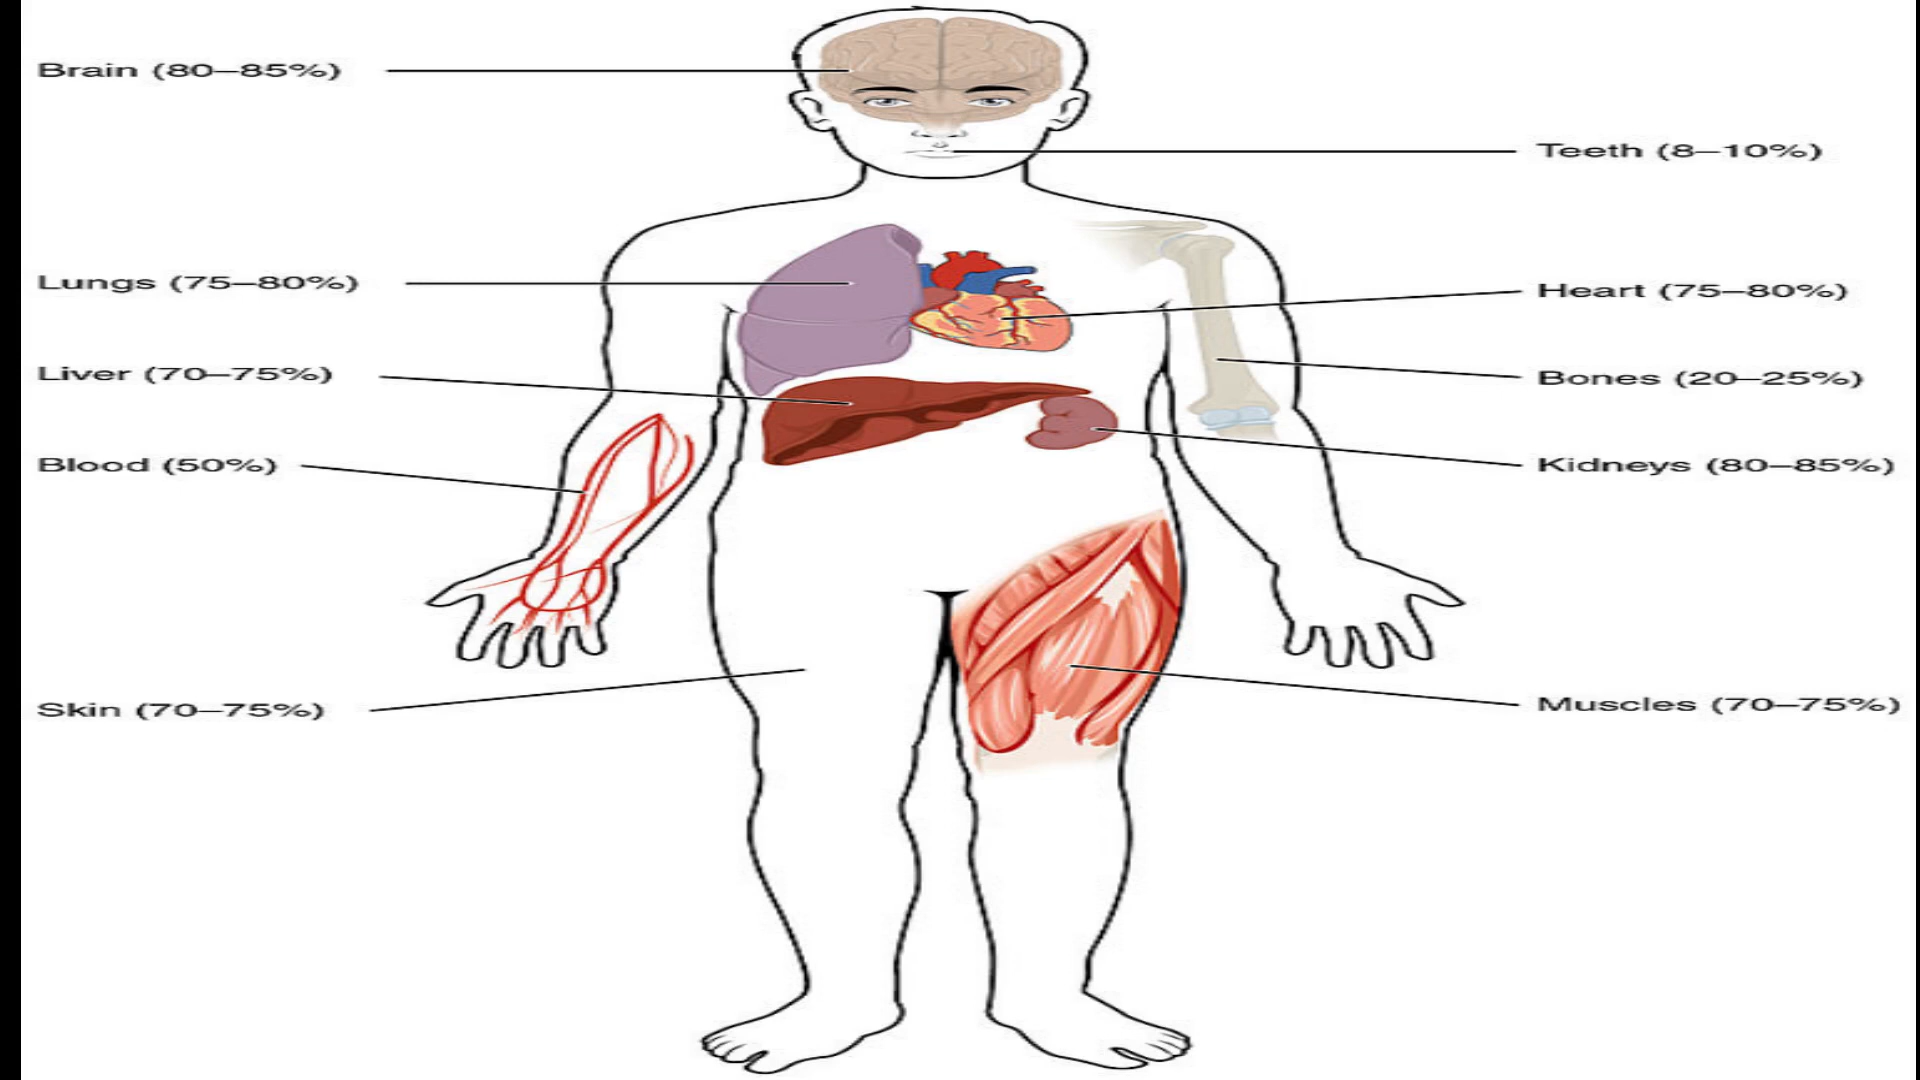 Brain (80–85%)
Teeth (8–10%)
Lungs (75–80%)
Heart (75–80%)
Liver (70–75%)
Bones (20–25%)
Blood (50%)
Kidneys (80–85%)
Skin (70–75%)
Muscles (70–75%)